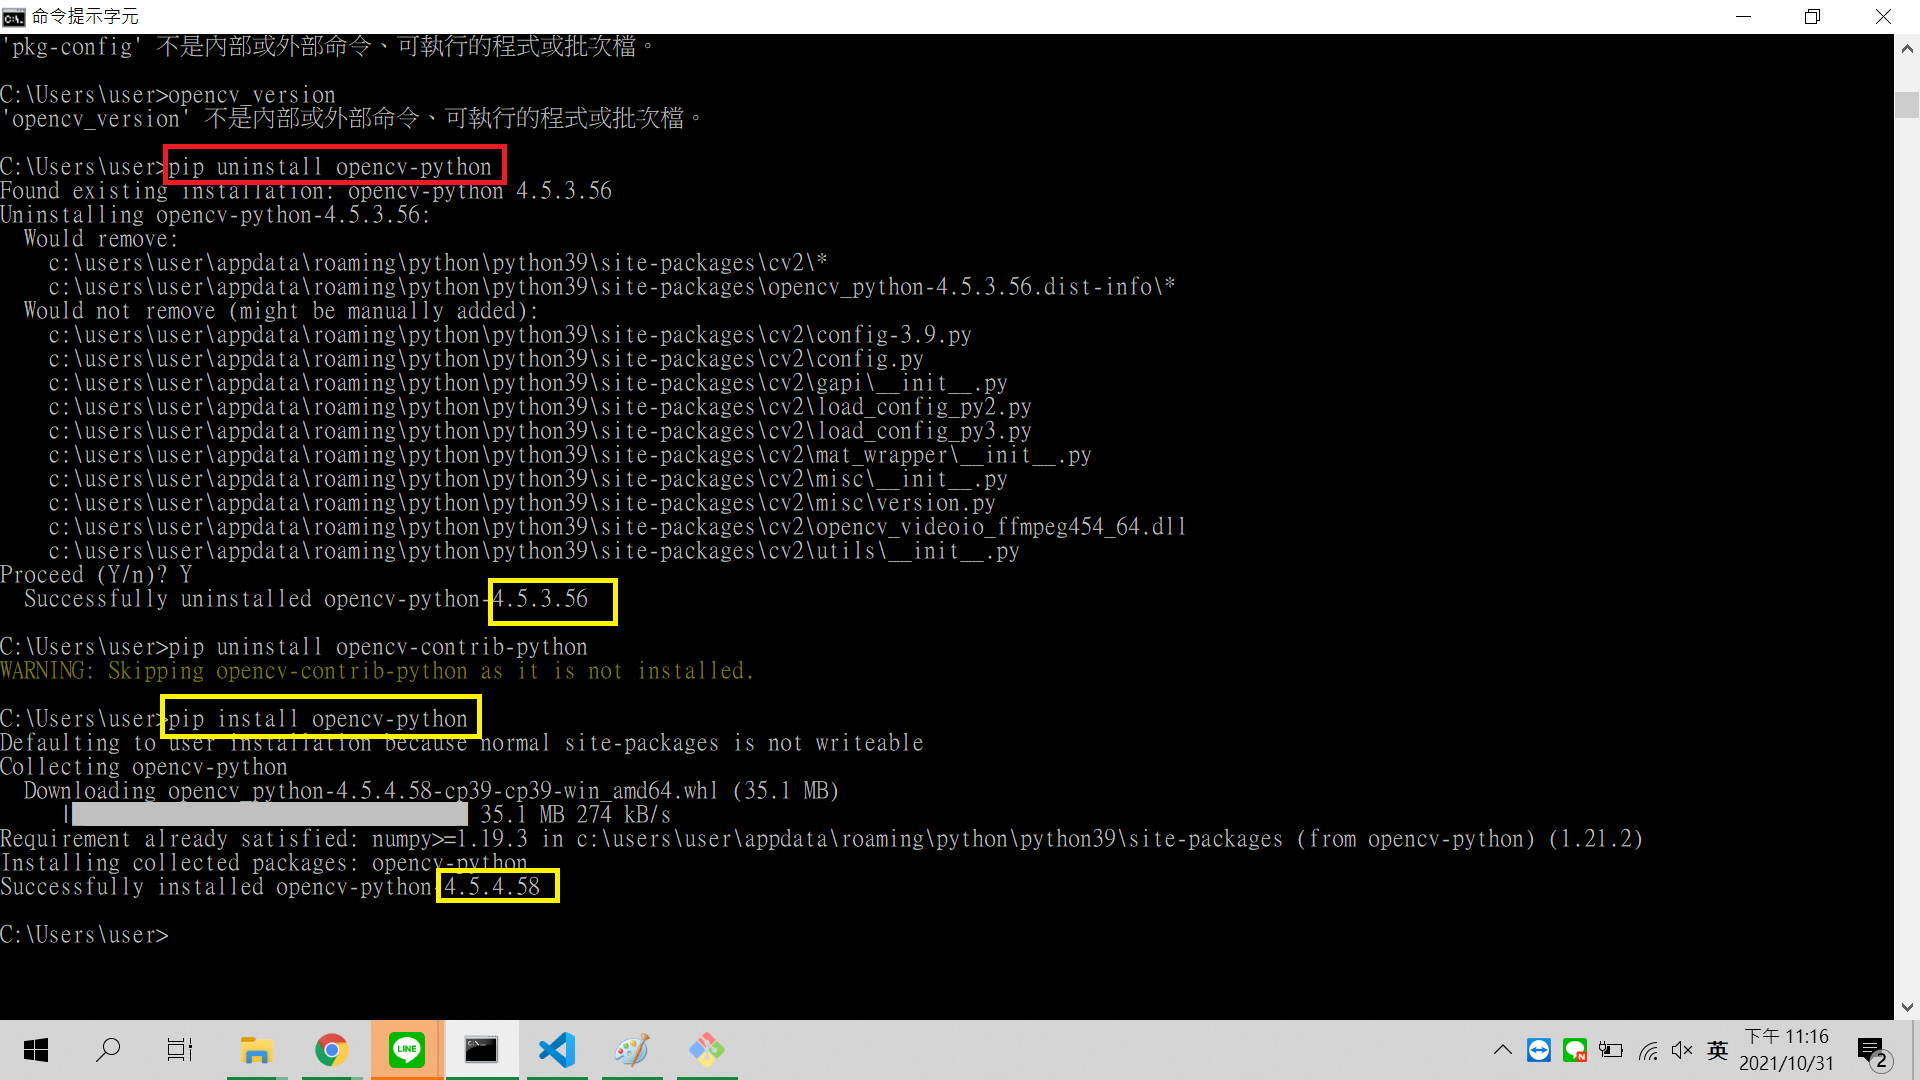 命令提示字元
'pkg-config' 不是內部或外部命令、可執行的程式或批次檔。
C:\Users\user>opencv_version
'opencv_version' 不是內部或外部命令、可執行的程式或批次檔。
C:\Users\user>pip uninstall opencv-python
Found existing installation: opencv-python 4.5.3.56
Uninstalling opencv-python-4.5.3.56:
Would remove:
c:\users\user\appdata\roaming\python\python39\site-packages\cv2\*
c:\users\user\appdata\roaming\python\python39\site-packages\opencv_python-4.5.3.56.dist-info\*
Would not remove (might be manually added):
c:\users\user\appdata\roaming\python\python39\site-packages\cv2\config-3.9.py
c:\users\user\appdata\roaming\python\python39\site-packages\cv2\config.py
c:\users\user\appdata\roaming\python\python39\site-packages\cv2\gapi\__init__.py
c:\users\user\appdata\roaming\python\python39\site-packages\cv2\load_config_py2.py
c:\users\user\appdata\roaming\python\python39\site-packages\cv2\load_config_py3.py
c:\users\user\appdata\roaming\python\python39\site-packages\cv2\mat_wrapper\__init__.py
c:\users\user\appdata\roaming\python\python39\site-packages\cv2\misc\__init__.py
c:\users\user\appdata\roaming\python\python39\site-packages\cv2\misc\version.py
c:\users\user\appdata\roaming\python\python39\site-packages\cv2\opencv_videoio_ffmpeg454_64.dll
c:\users\user\appdata\roaming\python\python39\site-packages\cv2\utils\__init__.py
Proceed (Y/n)? Y
Successfully uninstalled opencv-python-4.5.3.56
C:\Users\user>pip uninstall opencv-contrib-python
WARNING: Skipping opencv-contrib-python as it is not installed.
C:\Users\user>pip install opencv-python
Defaulting to user installation because normal site-packages is not writeable
Collecting opencv-python
Downloading opencv_python-4.5.4.58-cp39-cp39-win_amd64.whl (35.1 MB)
| 35.1 MB 274 kB/s
Requirement already satisfied: numpy>=1.19.3 in c:\users\user\appdata\roaming\python\python39\site-packages (from opencv-python) (1.21.2)
Installing collected packages: opencv-python
Successfully installed opencv-python-4.5.4.58
C:\Users\user>
LINE
英
下午 11:16
2021/10/31
2